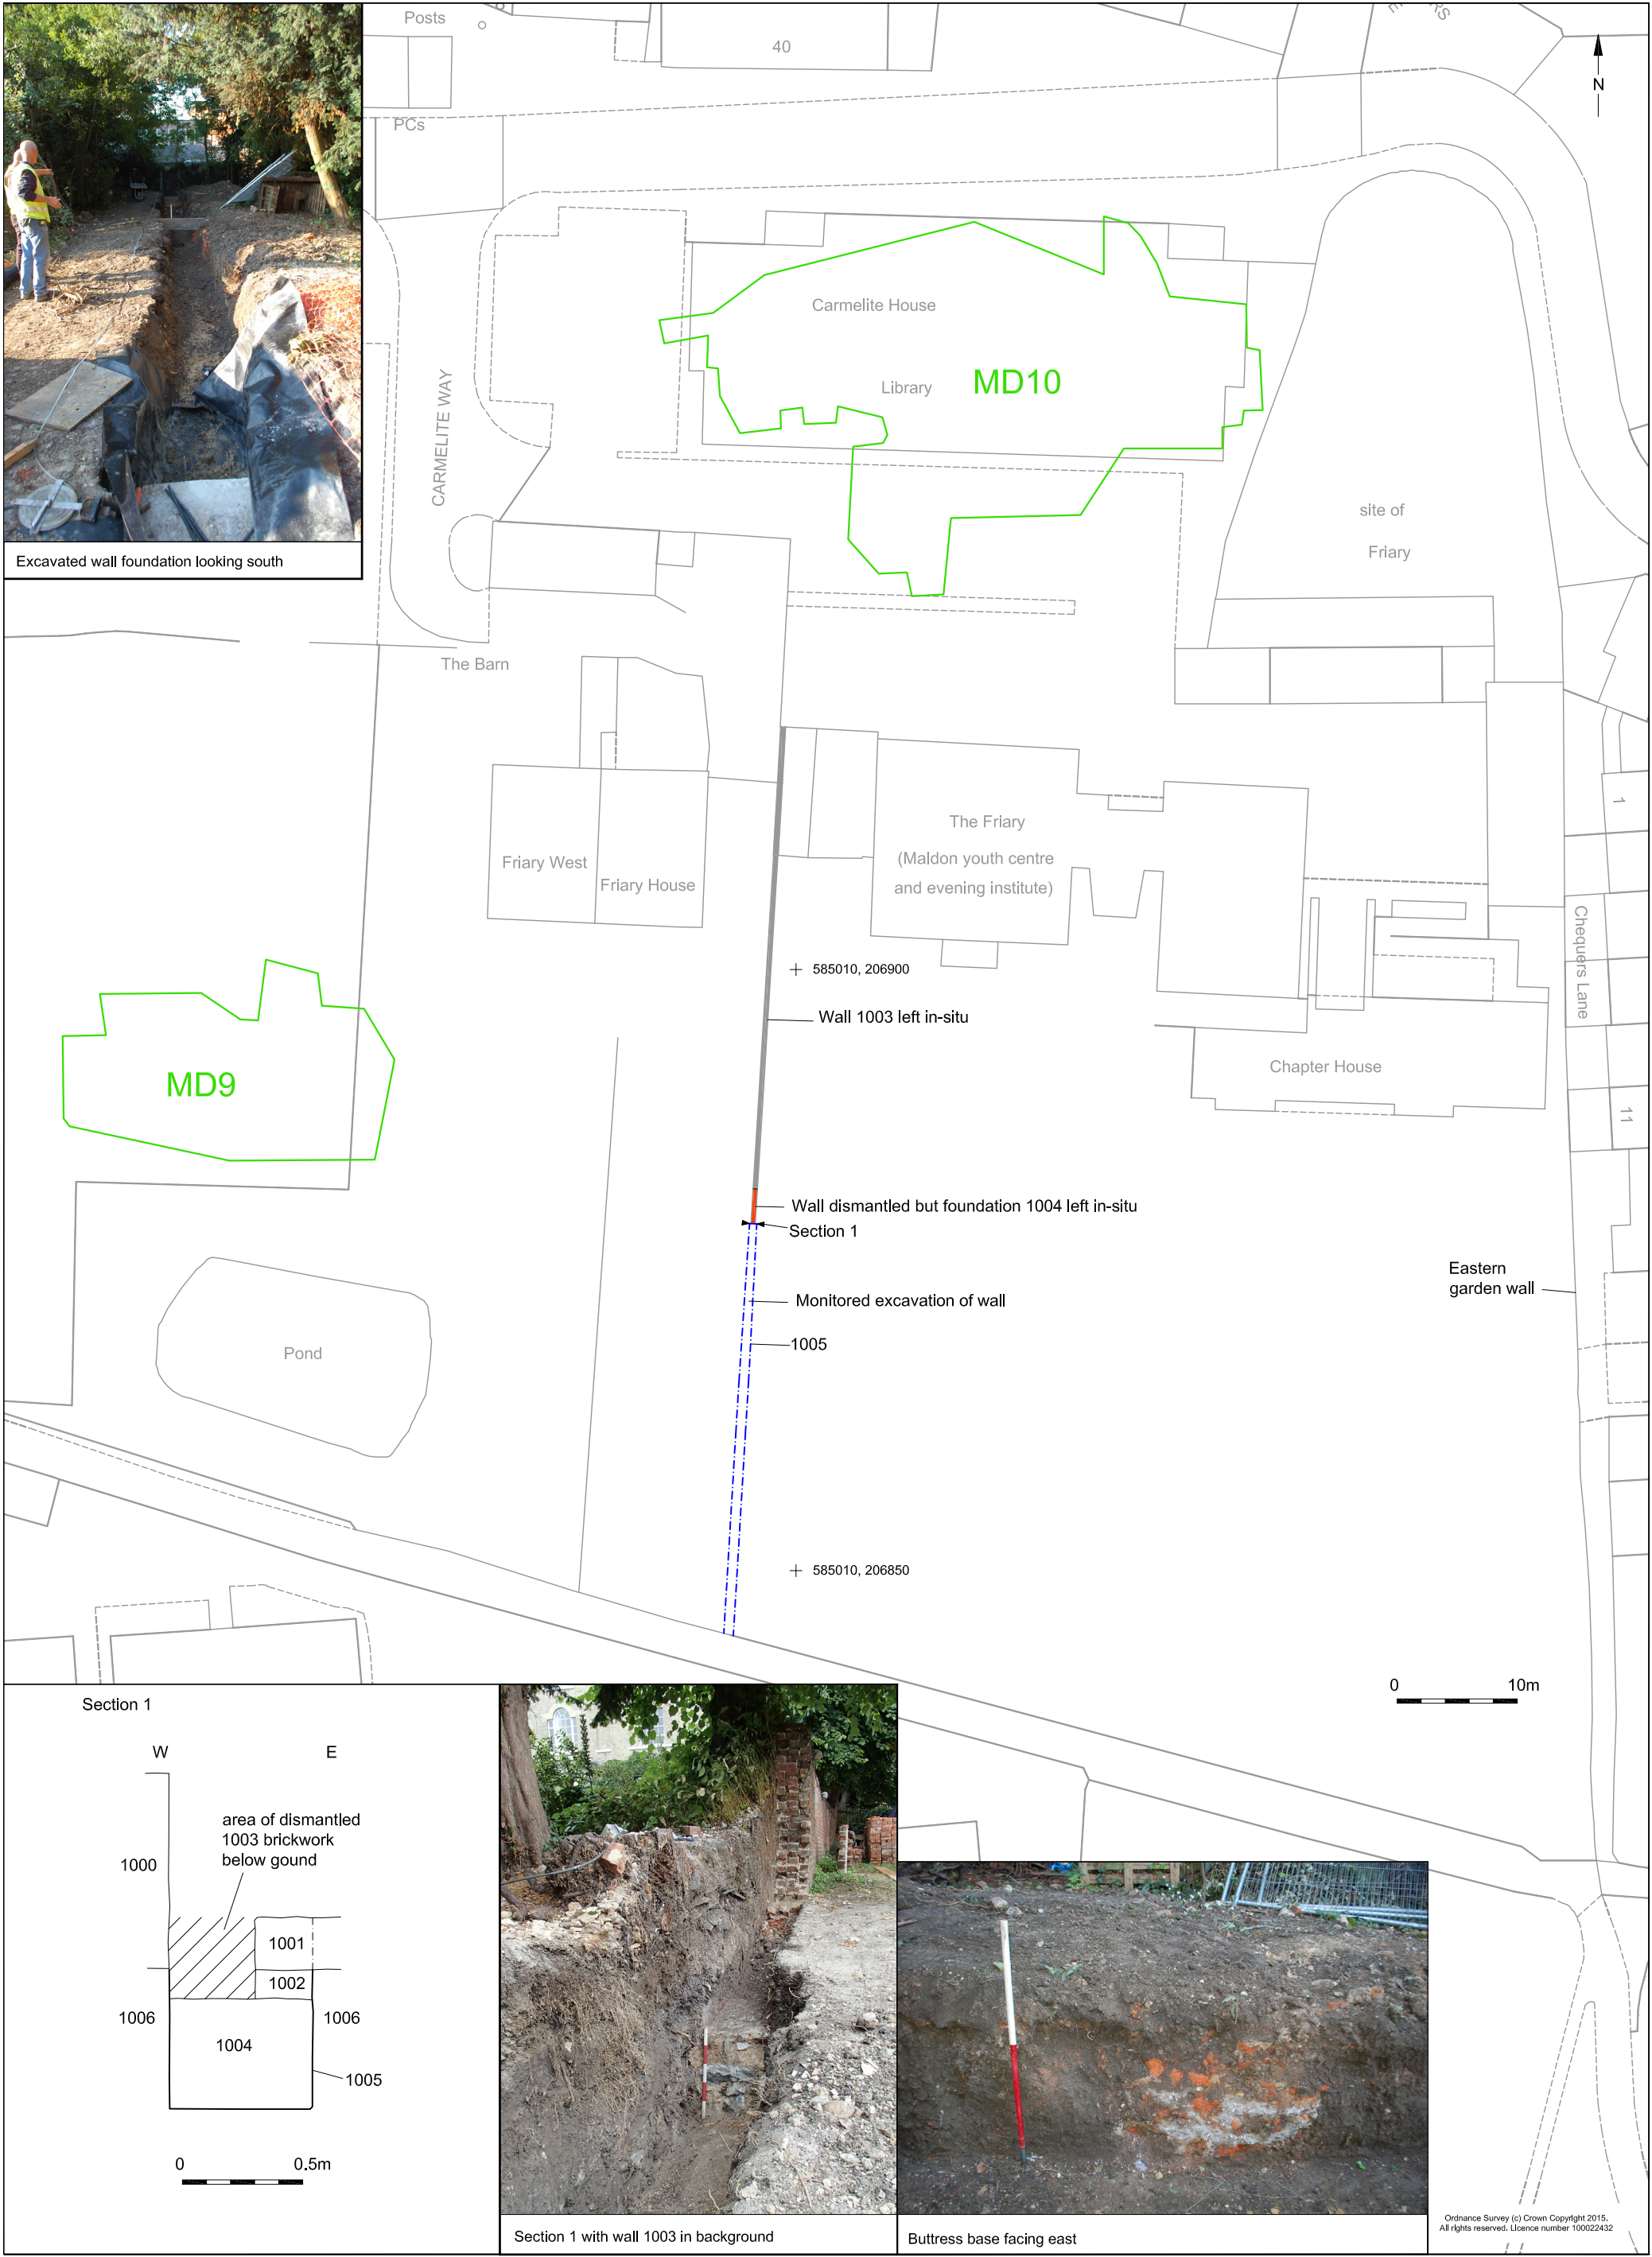 Posts
40
N
PCs
Carmelite House
Library
MD10
CARMELITE WAY
site of
Friary
Excavated wall foundation looking south
The Barn
1
The Friary
(Maldon youth centre
and evening institute)
Friary West
Friary House
Chequers Lane
585010, 206900
Wall 1003 left in-situ
Chapter House
MD9
11
Wall dismantled but foundation 1004 left in-situ
Section 1
Eastern
garden wall
Monitored excavation of wall
1005
Pond
585010, 206850
0 10m
Section 1
W E
area of dismantled
1003 brickwork
below gound
1000
1001
1002
1006 1006
1004
1005
0 0.5m
Section 1 with wall 1003 in background
Buttress base facing east
Ordnance Survey (c) Crown Copyright 2015.
All rights reserved. Licence number 100022432